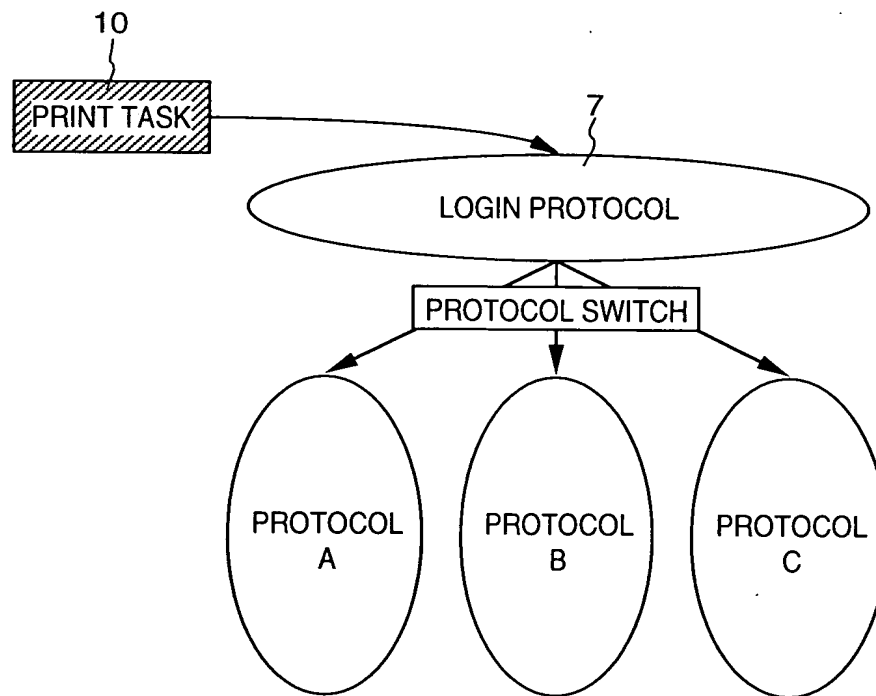 10
PRINT TASK
7
LOGIN PROTOCOL
PROTOCOL SWITCH
PROTOCOL
A
PROTOCOL
B
PROTOCOL
C